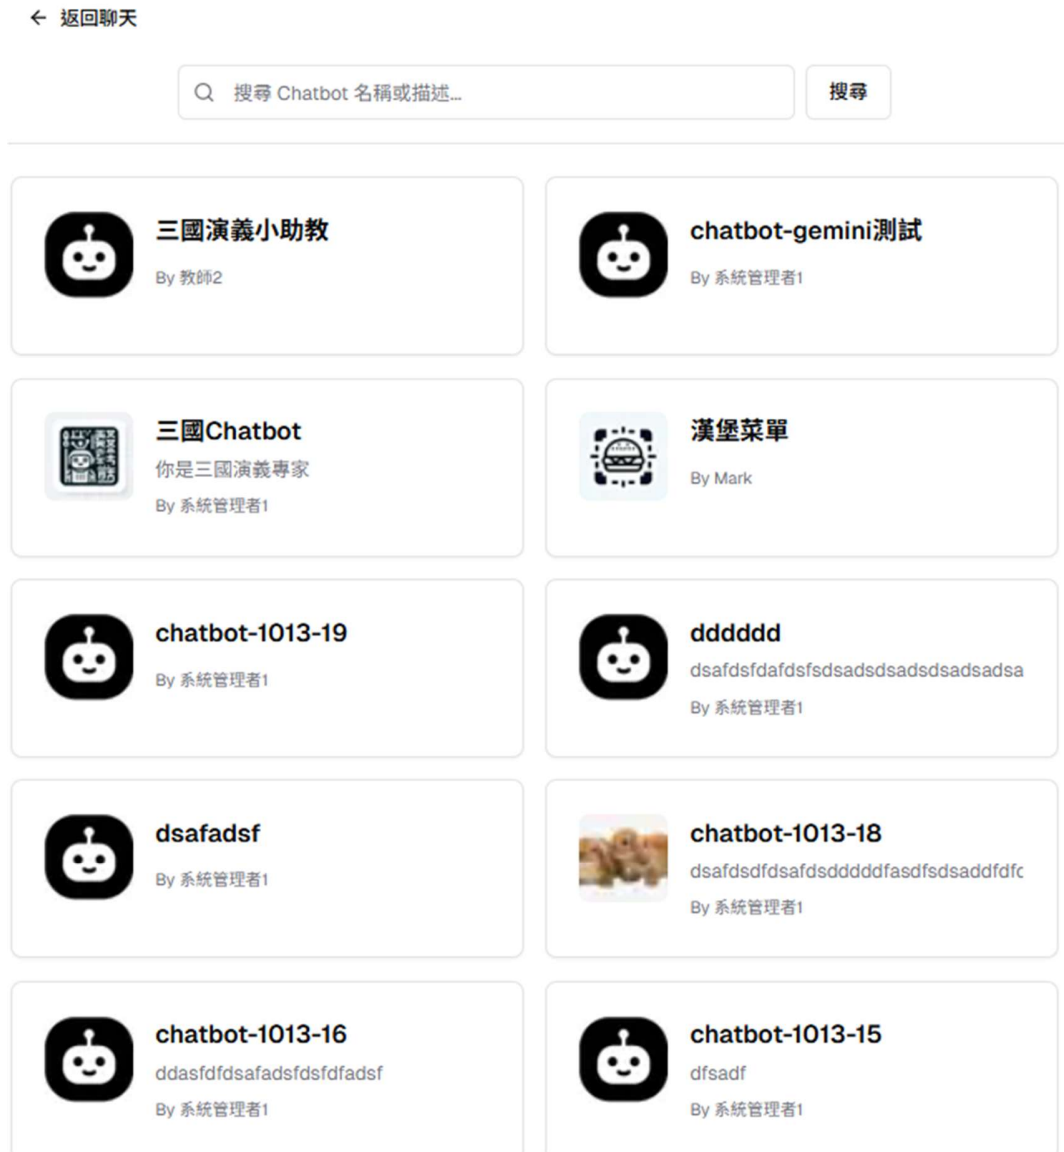 返回聊天
搜尋 Chatbot 名稱或描述...
搜尋
三國演義小助教
By 教師2
chatbot-gemini測試
By 系統管理者1
三國Chatbot
你是三國演義專家
By 系統管理者1
漢堡菜單
By Mark
chatbot-1013-19
By 系統管理者1
dddddd
dsafdsfdafdsfsdsadsdsadsdsadsadsa
By 系統管理者1
dsafadsf
By 系統管理者1
chatbot-1013-18
dsafdsdfdsafdsdddddfasdfsdsaddfdfc
By 系統管理者1
chatbot-1013-16
ddasfdfdsafadsfdsfdfadsf
By 系統管理者1
chatbot-1013-15
dfsadf
By 系統管理者1